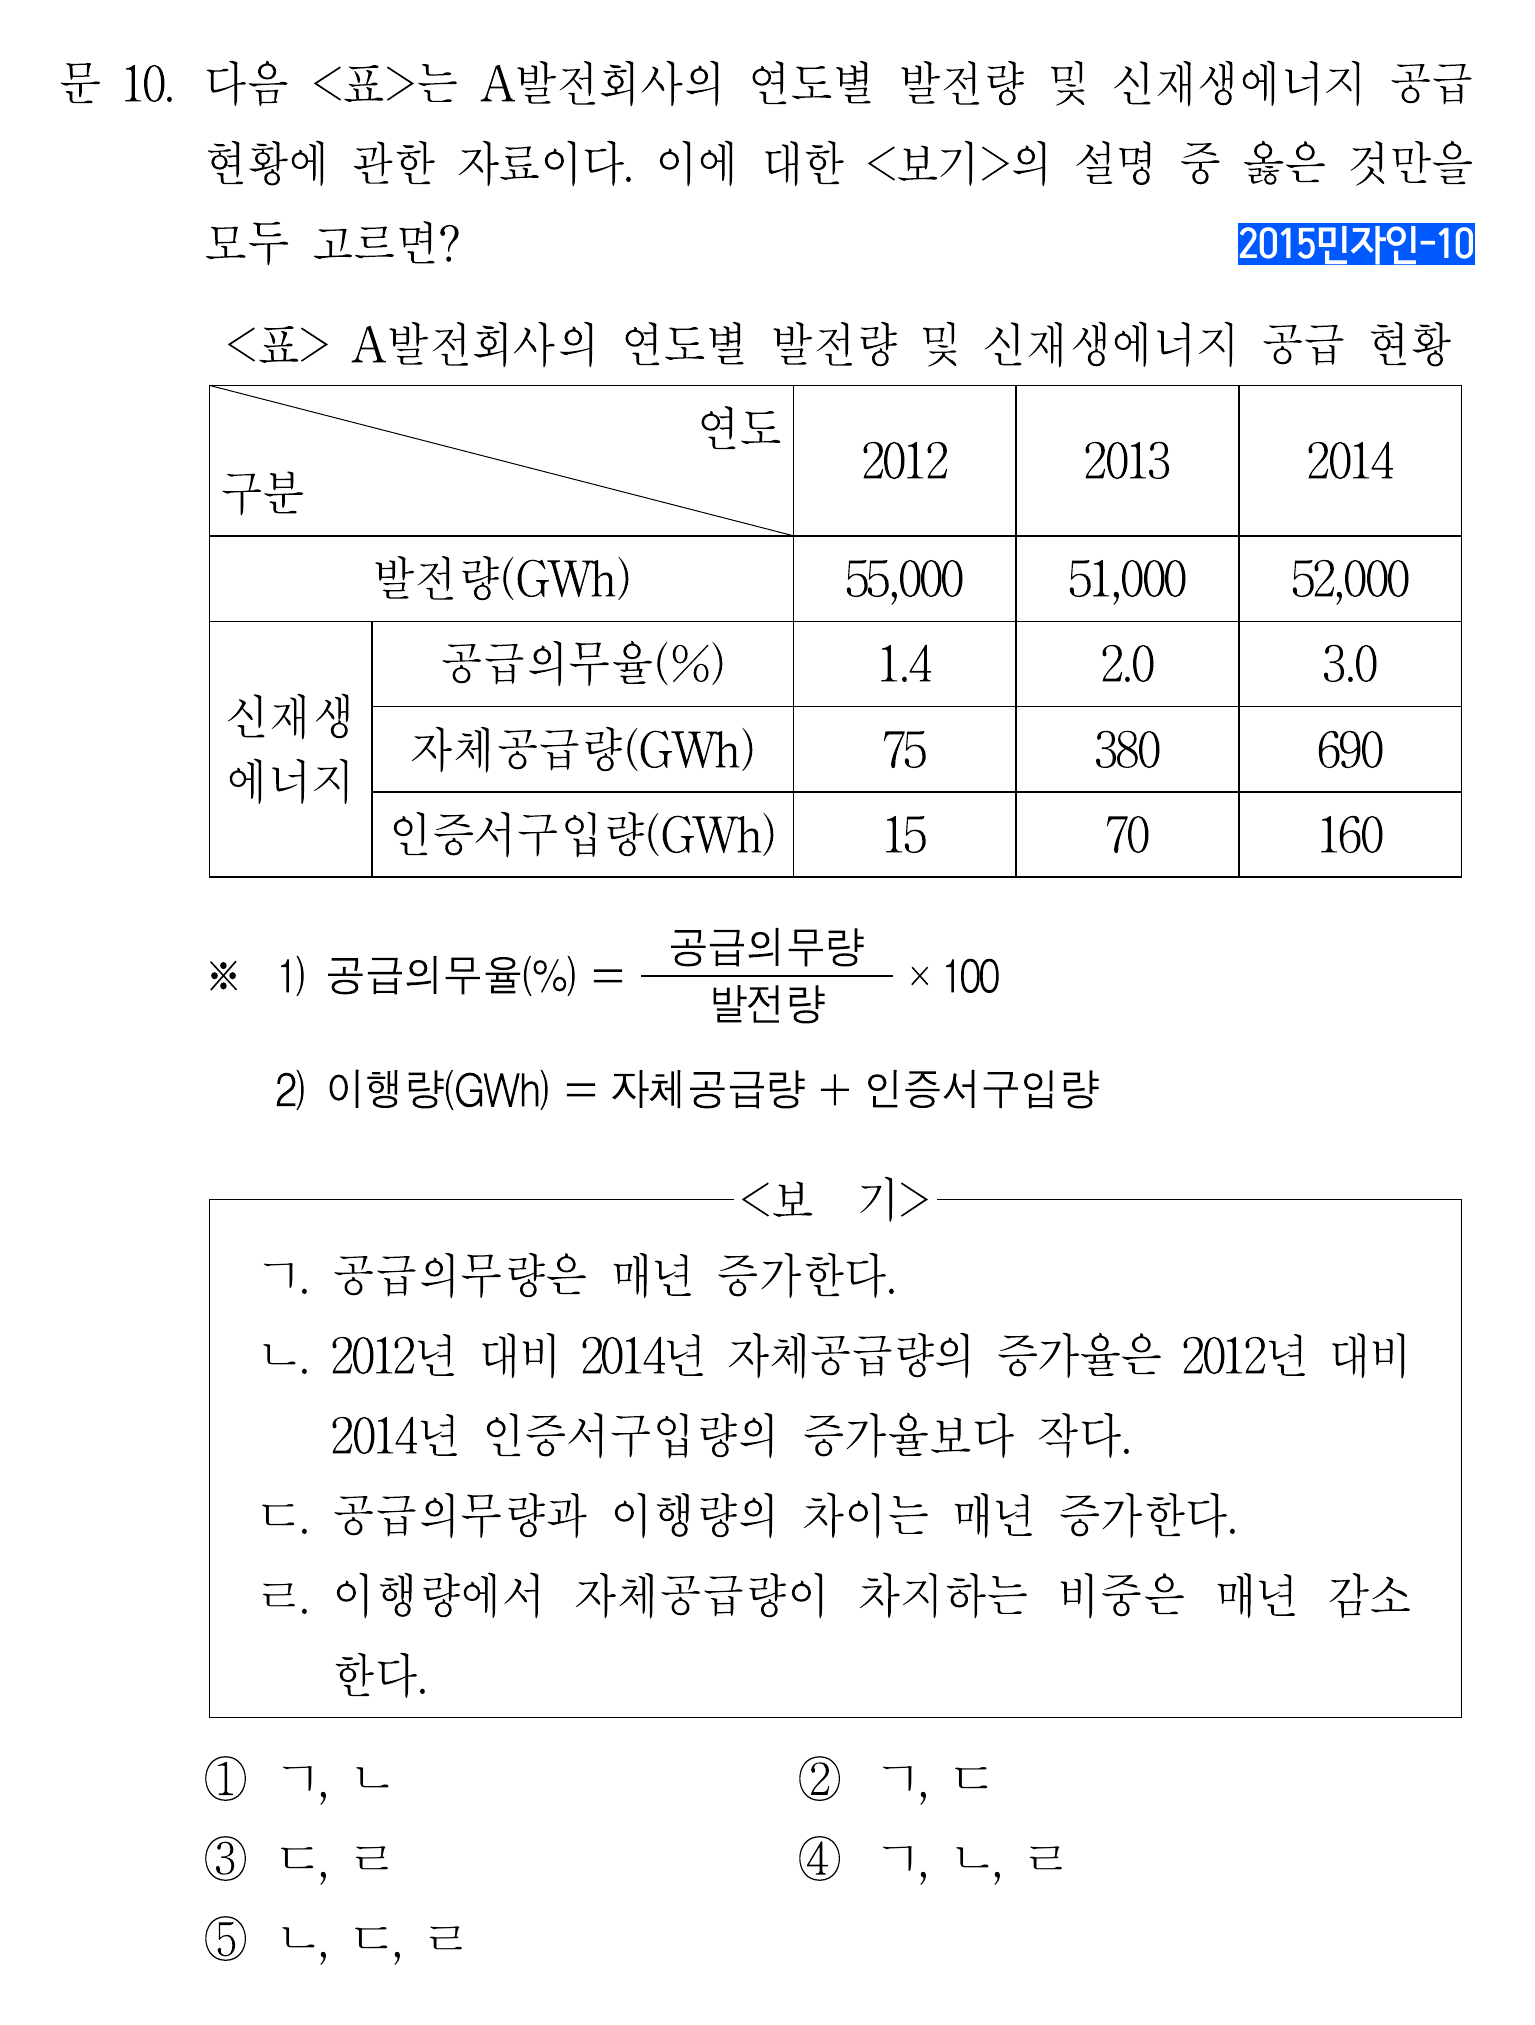 문 10. 다음 <표>는 A발전회사의 연도별 발전량 및 신재생에너지 공급
현황에 관한 자료이다. 이에 대한 <보기>의 설명 중 옳은 것만을
모두 고르면?
2015민자인-10
<표> A발전회사의 연도별 발전량 및 신재생에너지 공급 현황
연도
구분
2012 2013 2014
발전량(GWh) 55,000 51,000 52,000
신재생
에너지
공급의무율(%) 1.4 2.0 3.0
자체공급량(GWh) 75 380 690
인증서구입량(GWh) 15 70 160
※ 1) 공급의무율(%) = 공급의무량 / 발전량 × 100
2) 이행량(GWh) = 자체공급량 + 인증서구입량
<보 기>
ㄱ. 공급의무량은 매년 증가한다.
ㄴ. 2012년 대비 2014년 자체공급량의 증가율은 2012년 대비
2014년 인증서구입량의 증가율보다 작다.
ㄷ. 공급의무량과 이행량의 차이는 매년 증가한다.
ㄹ. 이행량에서 자체공급량이 차지하는 비중은 매년 감소
한다.
① ㄱ, ㄴ
② ㄱ, ㄷ
③ ㄷ, ㄹ
④ ㄱ, ㄴ, ㄹ
⑤ ㄴ, ㄷ, ㄹ